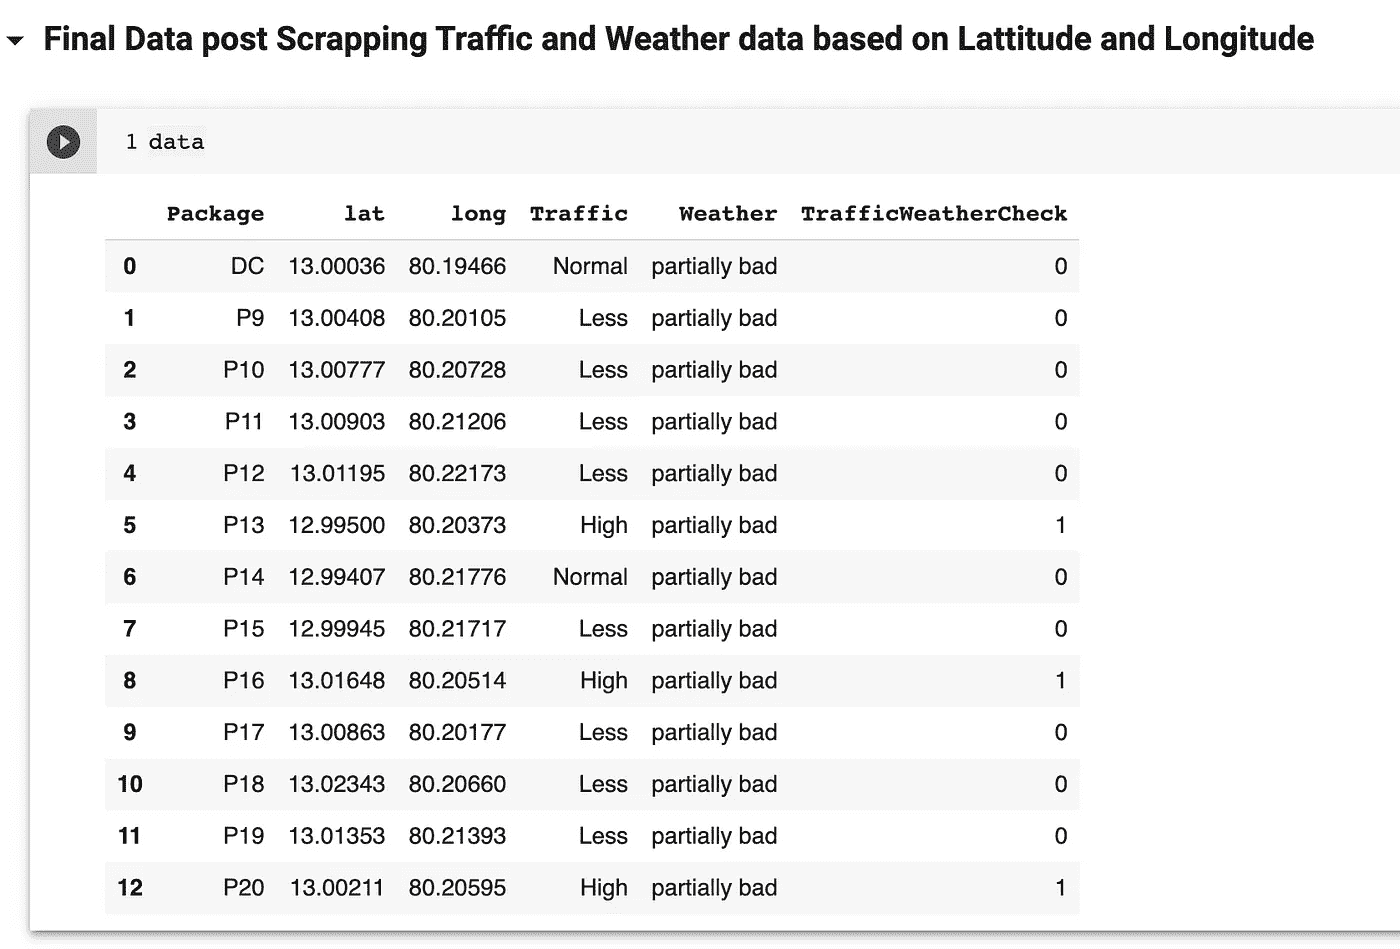 Final Data post Scrapping Traffic and Weather data based on Lattitude and Longitude
1 data
Package lat long Traffic Weather TrafficWeatherCheck
0 DC 13.00036 80.19466 Normal partially bad 0
1 P9 13.00408 80.20105 Less partially bad 0
2 P10 13.00777 80.20728 Less partially bad 0
3 P11 13.00903 80.21206 Less partially bad 0
4 P12 13.01195 80.22173 Less partially bad 0
5 P13 12.99500 80.20373 High partially bad 1
6 P14 12.99407 80.21776 Normal partially bad 0
7 P15 12.99945 80.21717 Less partially bad 0
8 P16 13.01648 80.20514 High partially bad 1
9 P17 13.00863 80.20177 Less partially bad 0
10 P18 13.02343 80.20660 Less partially bad 0
11 P19 13.01353 80.21393 Less partially bad 0
12 P20 13.00211 80.20595 High partially bad 1